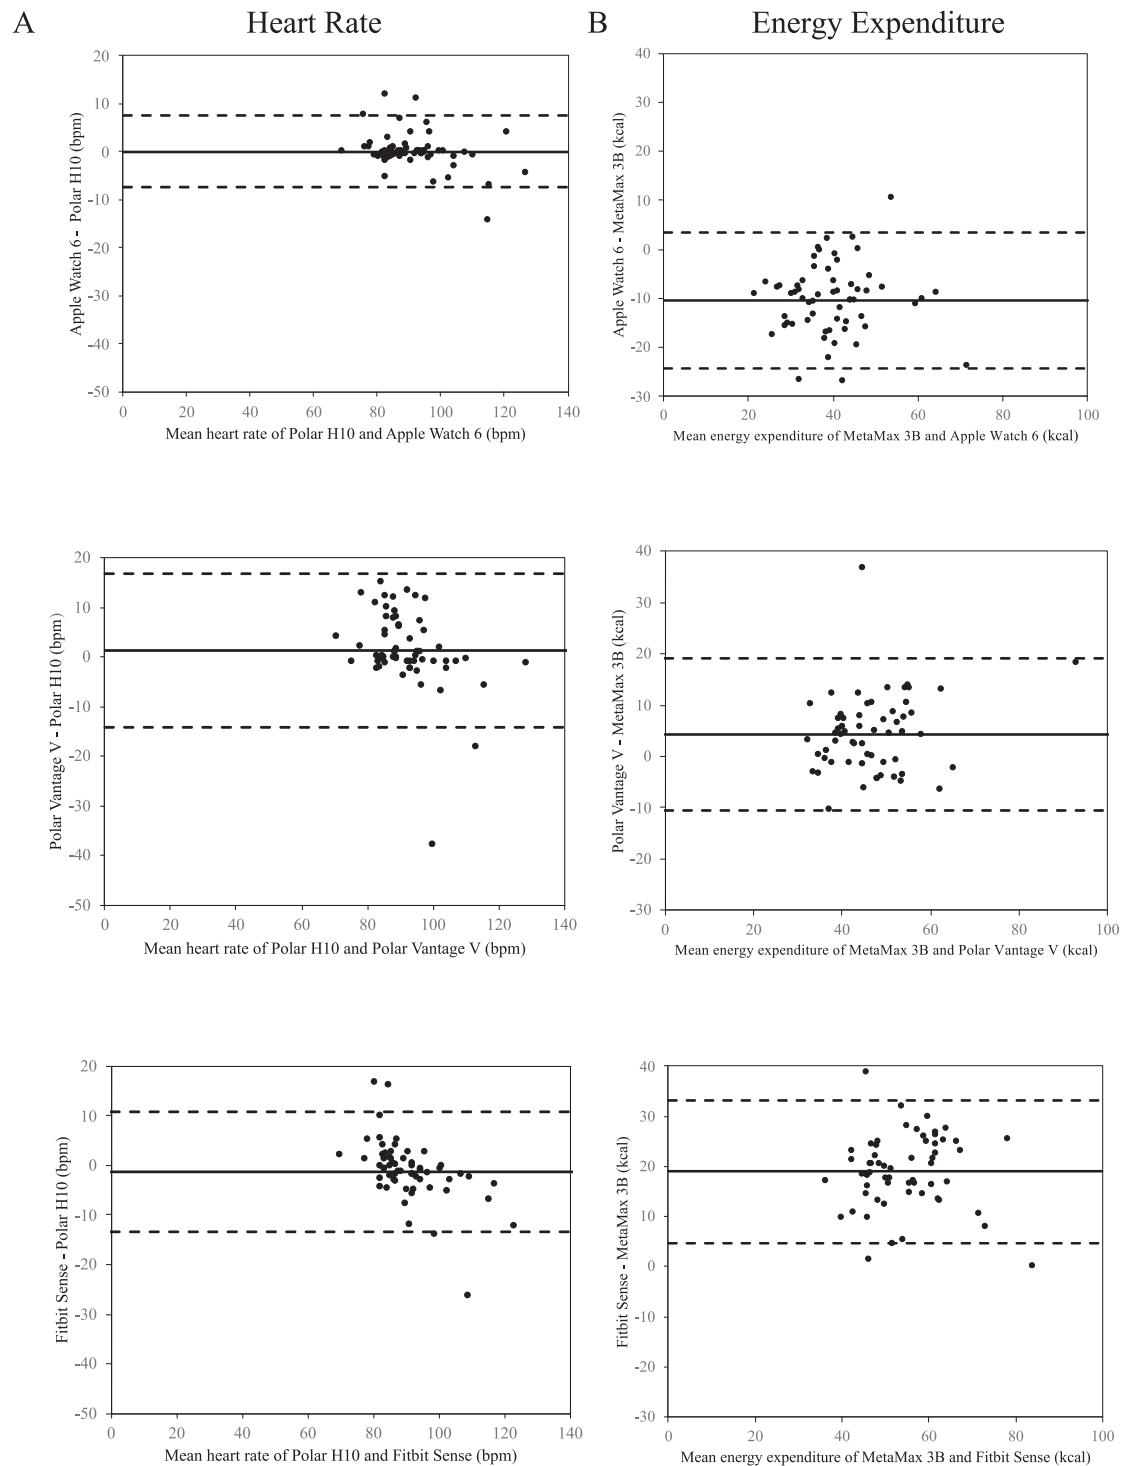 A Heart Rate
B Energy Expenditure
Apple Watch 6 - Polar H10 (bpm)
20
10
0
-10
-20
-30
-40
-50
0 20 40 60 80 100 120 140
Mean heart rate of Polar H10 and Apple Watch 6 (bpm)
Apple Watch 6 - MetaMax 3B (kcal)
40
30
20
10
0
-10
-20
-30
0 20 40 60 80 100
Mean energy expenditure of MetaMax 3B and Apple Watch 6 (kcal)
Polar Vantage V - Polar H10 (bpm)
20
10
0
-10
-20
-30
-40
-50
0 20 40 60 80 100 120 140
Mean heart rate of Polar H10 and Polar Vantage V (bpm)
Polar Vantage V - MetaMax 3B (kcal)
40
30
20
10
0
-10
-20
-30
0 20 40 60 80 100
Mean energy expenditure of MetaMax 3B and Polar Vantage V (kcal)
Fitbit Sense - Polar H10 (bpm)
20
10
0
-10
-20
-30
-40
-50
0 20 40 60 80 100 120 140
Mean heart rate of Polar H10 and Fitbit Sense (bpm)
Fitbit Sense - MetaMax 3B (kcal)
40
30
20
10
0
-10
-20
-30
0 20 40 60 80 100
Mean energy expenditure of MetaMax 3B and Fitbit Sense (kcal)